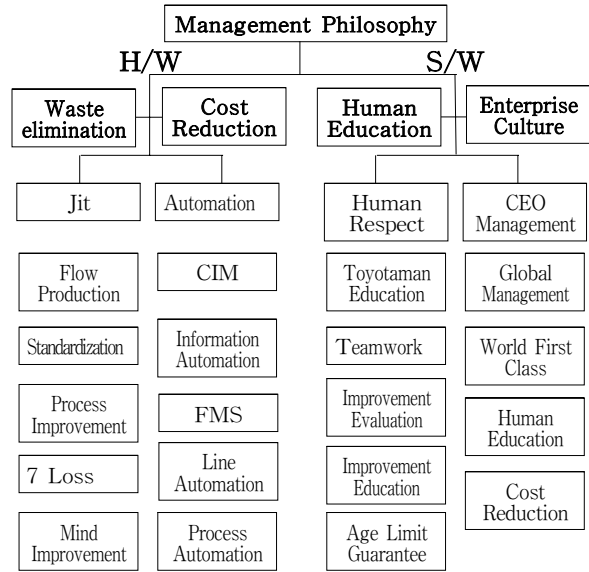 Management Philosophy
H/W
S/W
Waste
elimination
Cost
Reduction
Human
Education
Enterprise
Culture
Jit
Automation
Human
Respect
CEO
Management
Flow
Production
CIM
Toyotaman
Education
Global
Management
Standardization
Information
Automation
Teamwork
World First
Class
Process
Improvement
FMS
Improvement
Evaluation
Human
Education
7 Loss
Line
Automation
Improvement
Education
Cost
Reduction
Mind
Improvement
Process
Automation
Age Limit
Guarantee